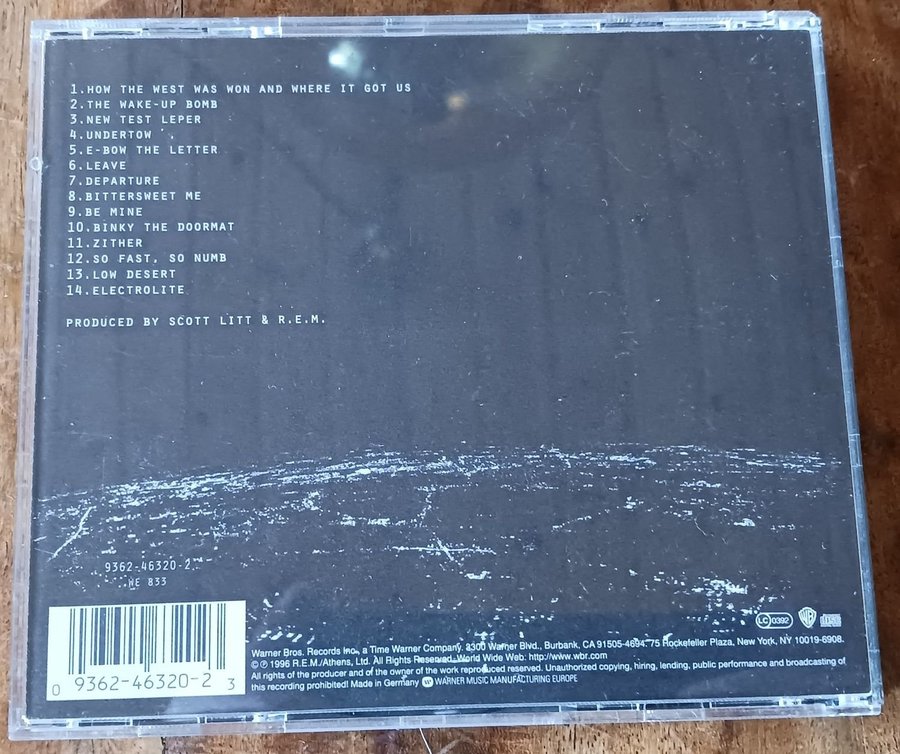 1.HOW THE WEST WAS WON AND WHERE IT GOT US
2.THE WAKE-UP BOMB
3.NEW TEST LEPER
4.UNDERTOW
5.E-BOW THE LETTER
6.LEAVE
7.DEPARTURE
8.BITTERSWEET ME
9.BE MINE
10.BINKY THE DOORMAT
11.ZITHER
12.SO FAST, SO NUMB
13.LOW DESERT
14.ELECTROLITE
PRODUCED BY SCOTT LITT & R.E.M.
9362-46320-2
WE 833
LC 0392
Warner Bros. Records Inc., a Time Warner Company. 3300 Warner Blvd., Burbank, CA 91505-4694. 75 Rockefeller Plaza, New York, NY 10019-6908.
© ℗ 1996 R.E.M./Athens, Ltd. All Rights Reserved. World Wide Web: http://www.wbr.com
All rights of the producer and of the owner of the work reproduced reserved. Unauthorized copying, hiring, lending, public performance and broadcasting of
this recording prohibited! Made in Germany WARNER MUSIC MANUFACTURING EUROPE
0 9362-46320-2 3